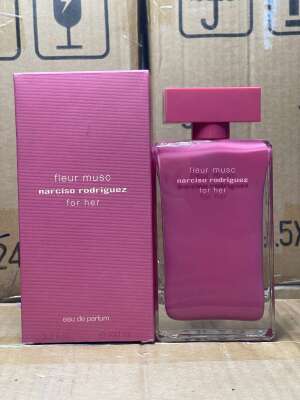 fleur musc
narciso rodriguez
for her
eau de parfum
fleur musc
narciso rodriguez
for her